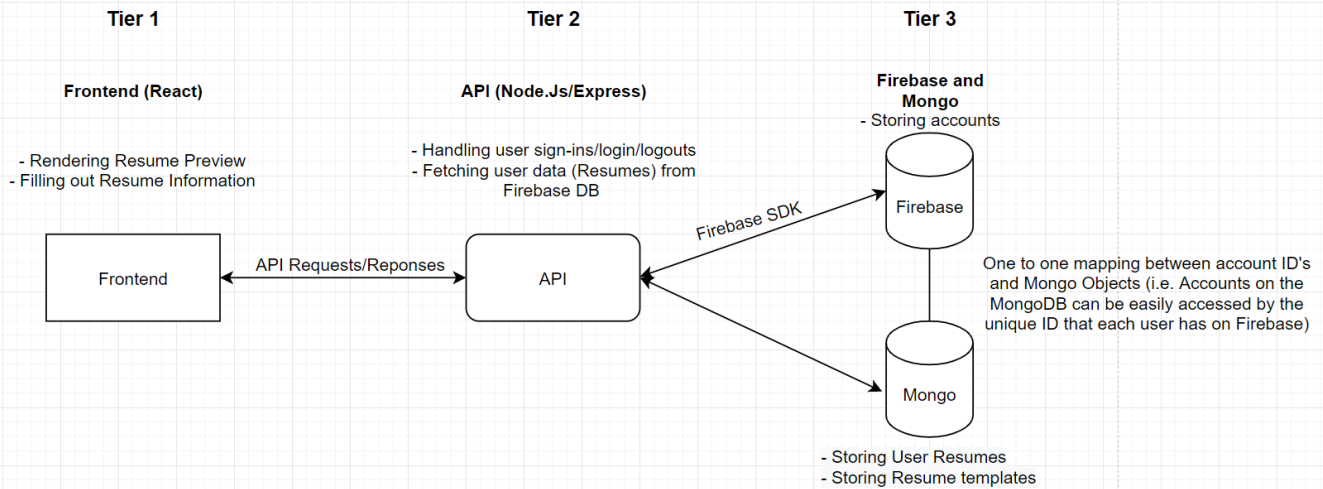 Tier 1
Tier 2
Tier 3
Frontend (React)
API (Node.Js/Express)
Firebase and
Mongo
- Storing accounts
- Rendering Resume Preview
- Filling out Resume Information
- Handling user sign-ins/login/logouts
- Fetching user data (Resumes) from
Firebase DB
Frontend
API Requests/Reponses
API
Firebase SDK
Firebase
One to one mapping between account ID's
and Mongo Objects (i.e. Accounts on the
MongoDB can be easily accessed by the
unique ID that each user has on Firebase)
Mongo
- Storing User Resumes
- Storing Resume templates